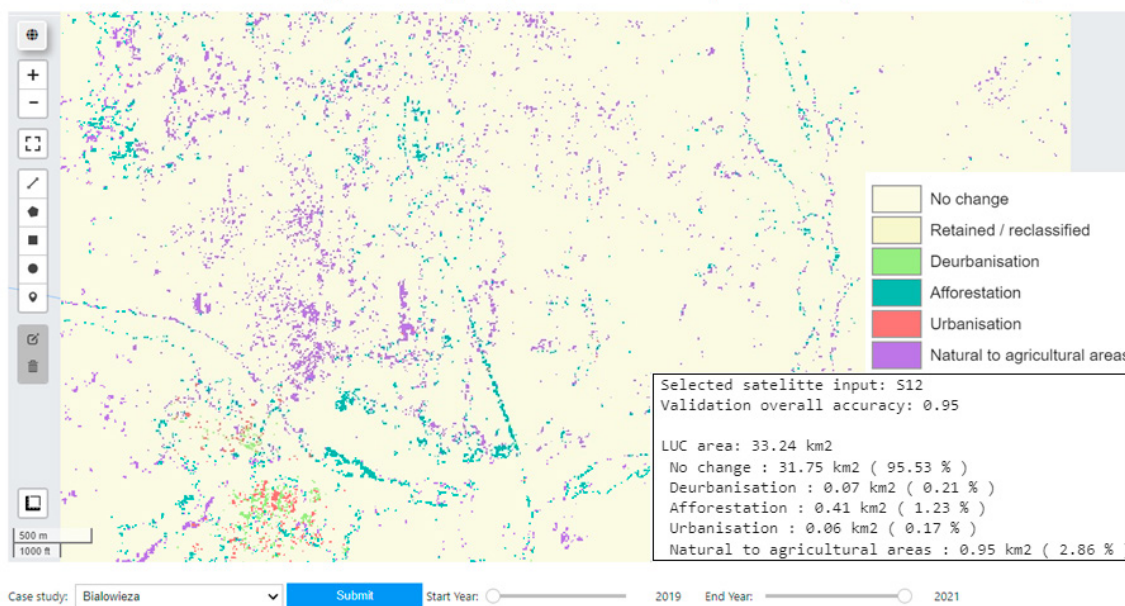 +
−
No change
Retained / reclassified
Deurbanisation
Afforestation
Urbanisation
Natural to agricultural areas
Selected satelitte input: S12
Validation overall accuracy: 0.95
LUC area: 33.24 km2
No change : 31.75 km2 ( 95.53 % )
Deurbanisation : 0.07 km2 ( 0.21 % )
Afforestation : 0.41 km2 ( 1.23 % )
Urbanisation : 0.06 km2 ( 0.17 % )
Natural to agricultural areas : 0.95 km2 ( 2.86 % )
500 m
1000 ft
Case study: Bialowieza Submit Start Year: 2019 End Year: 2021